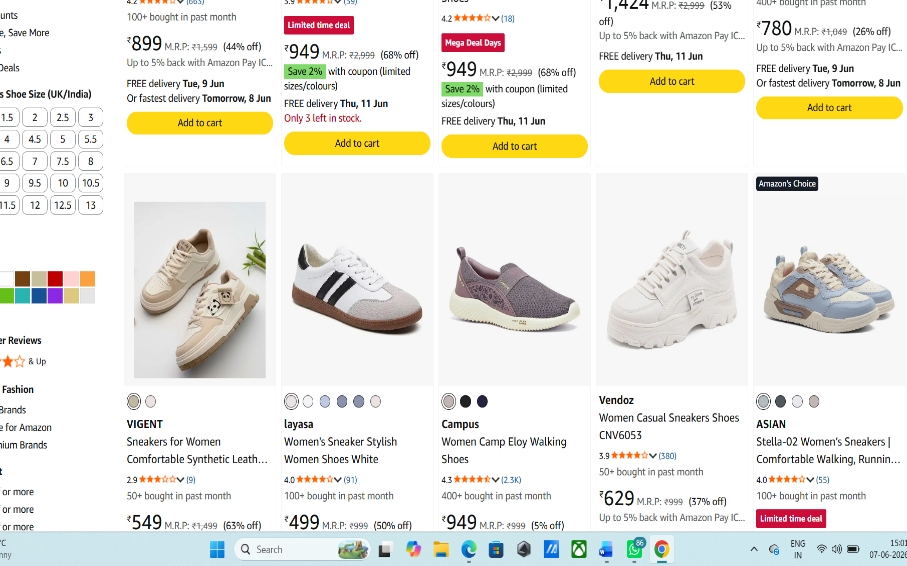 ounts
e, Save More
Deals
s Shoe Size (UK/India)
1.5 2 2.5 3
4 4.5 5 5.5
6.5 7 7.5 8
9 9.5 10 10.5
11.5 12 12.5 13
er Reviews
& Up
Fashion
Brands
e for Amazon
nium Brands
t
or more
or more
or more
4.2 (663)
100+ bought in past month
₹899 M.R.P: ₹1,599 (44% off)
Up to 5% back with Amazon Pay IC...
FREE delivery Tue, 9 Jun
Or fastest delivery Tomorrow, 8 Jun
Add to cart
3.9 (59)
Limited time deal
₹949 M.R.P: ₹2,999 (68% off)
Save 2% with coupon (limited
sizes/colours)
FREE delivery Thu, 11 Jun
Only 3 left in stock.
Add to cart
Shoes
4.2 (18)
Mega Deal Days
₹949 M.R.P: ₹2,999 (68% off)
Save 2% with coupon (limited
sizes/colours)
FREE delivery Thu, 11 Jun
Add to cart
₹1,424 M.R.P: ₹2,999 (53%
off)
Up to 5% back with Amazon Pay IC...
FREE delivery Thu, 11 Jun
Add to cart
400+ bought in past month
₹780 M.R.P: ₹1,049 (26% off)
Up to 5% back with Amazon Pay IC...
FREE delivery Tue, 9 Jun
Or fastest delivery Tomorrow, 8 Jun
Add to cart
VIGENT
Sneakers for Women
Comfortable Synthetic Leath...
2.9 (9)
50+ bought in past month
₹549 M.R.P: ₹1,499 (63% off)
layasa
Women's Sneaker Stylish
Women Shoes White
4.0 (91)
100+ bought in past month
₹499 M.R.P: ₹999 (50% off)
Campus
Women Camp Eloy Walking
Shoes
4.3 (2.3K)
400+ bought in past month
₹949 M.R.P: ₹999 (5% off)
Vendoz
Women Casual Sneakers Shoes
CNV6053
3.9 (380)
50+ bought in past month
₹629 M.R.P: ₹999 (37% off)
Up to 5% back with Amazon Pay IC...
Amazon's Choice
ASIAN
Stella-02 Women's Sneakers |
Comfortable Walking, Runnin...
4.0 (55)
100+ bought in past month
Limited time deal
°C
nny
Search
86
ENG
IN
15:01
07-06-2026